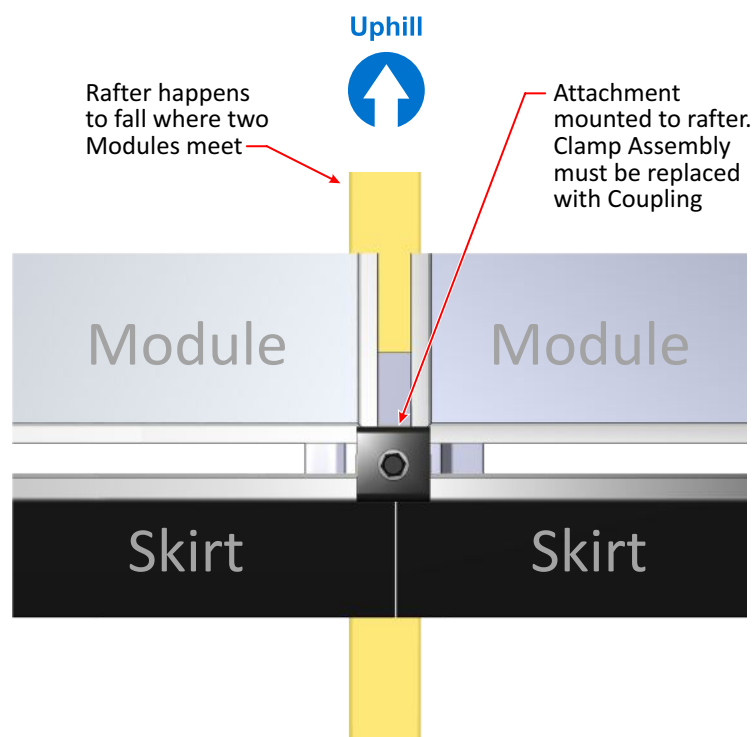 Uphill
Rafter happens
to fall where two
Modules meet
Attachment
mounted to rafter.
Clamp Assembly
must be replaced
with Coupling
Module
Module
Skirt
Skirt